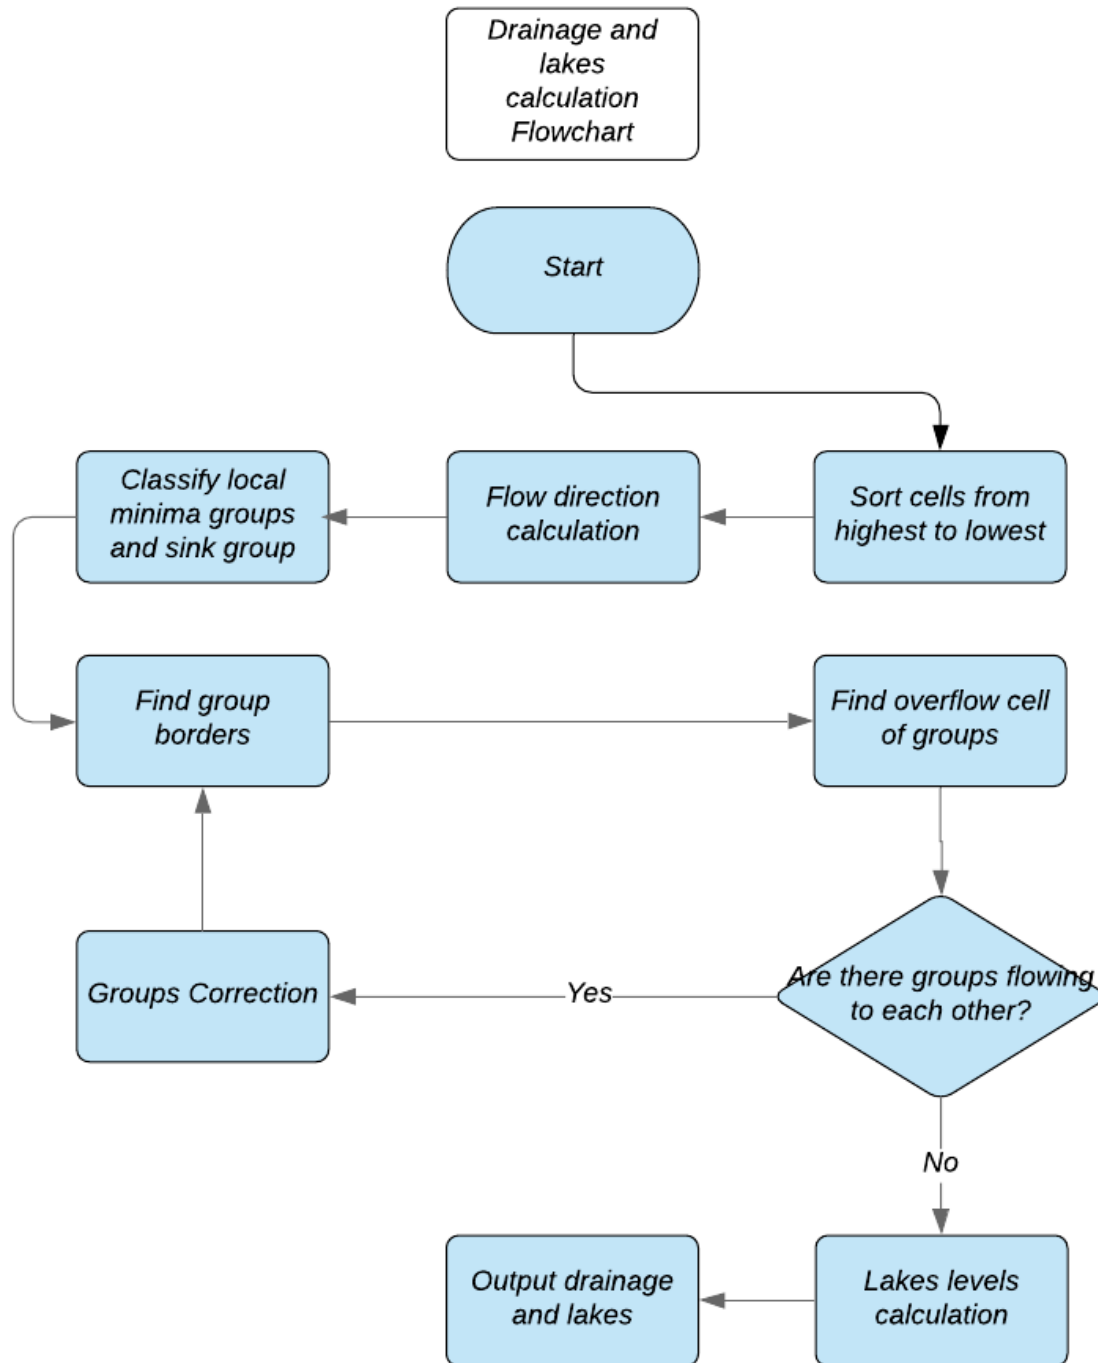 Drainage and
lakes
calculation
Flowchart
Start
Classify local
minima groups
and sink group
Flow direction
calculation
Sort cells from
highest to lowest
Find group
borders
Find overflow cell
of groups
Groups Correction
Yes
Are there groups flowing
to each other?
No
Output drainage
and lakes
Lakes levels
calculation